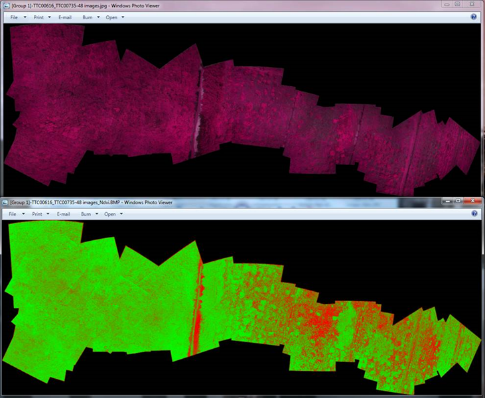 [Group 1]-TTC00616_TTC00735-48 images.jpg - Windows Photo Viewer
File Print E-mail Burn Open
[Group 1]-TTC00616_TTC00735-48 images_Ndvi.BMP - Windows Photo Viewer
File Print E-mail Burn Open